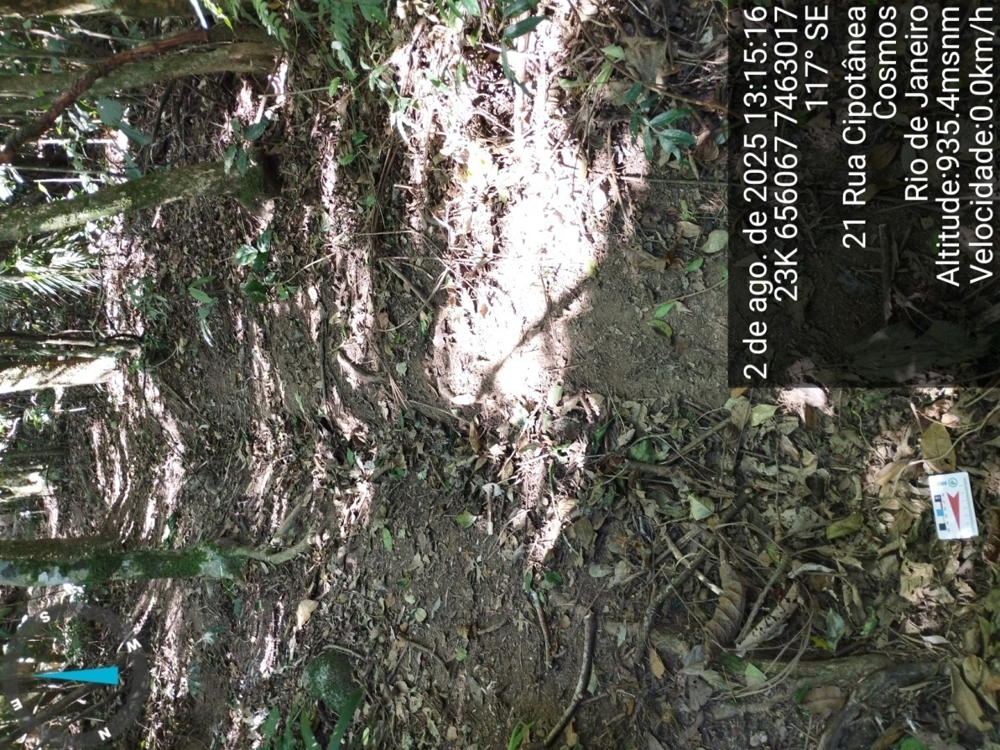 2 de ago. de 2025 13:15:16
23K 656067 7463017
117° SE
21 Rua Cipotânea
Cosmos
Rio de Janeiro
Altitude:935.4msnm
Velocidade:0.0km/h
S
W
E
N